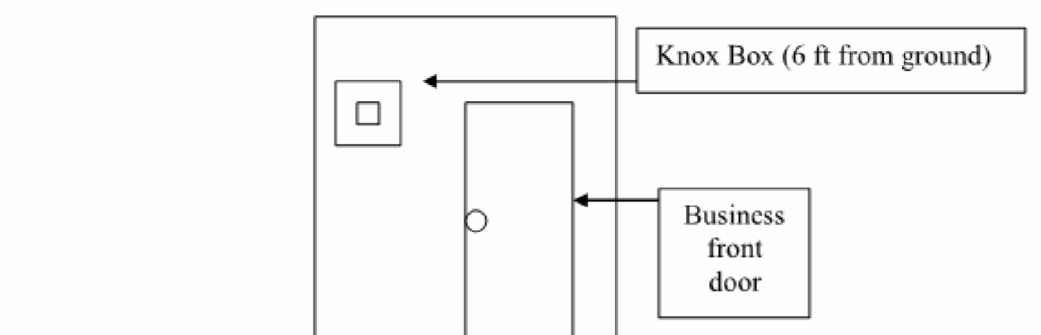 Knox Box (6 ft from ground)
Business
front
door